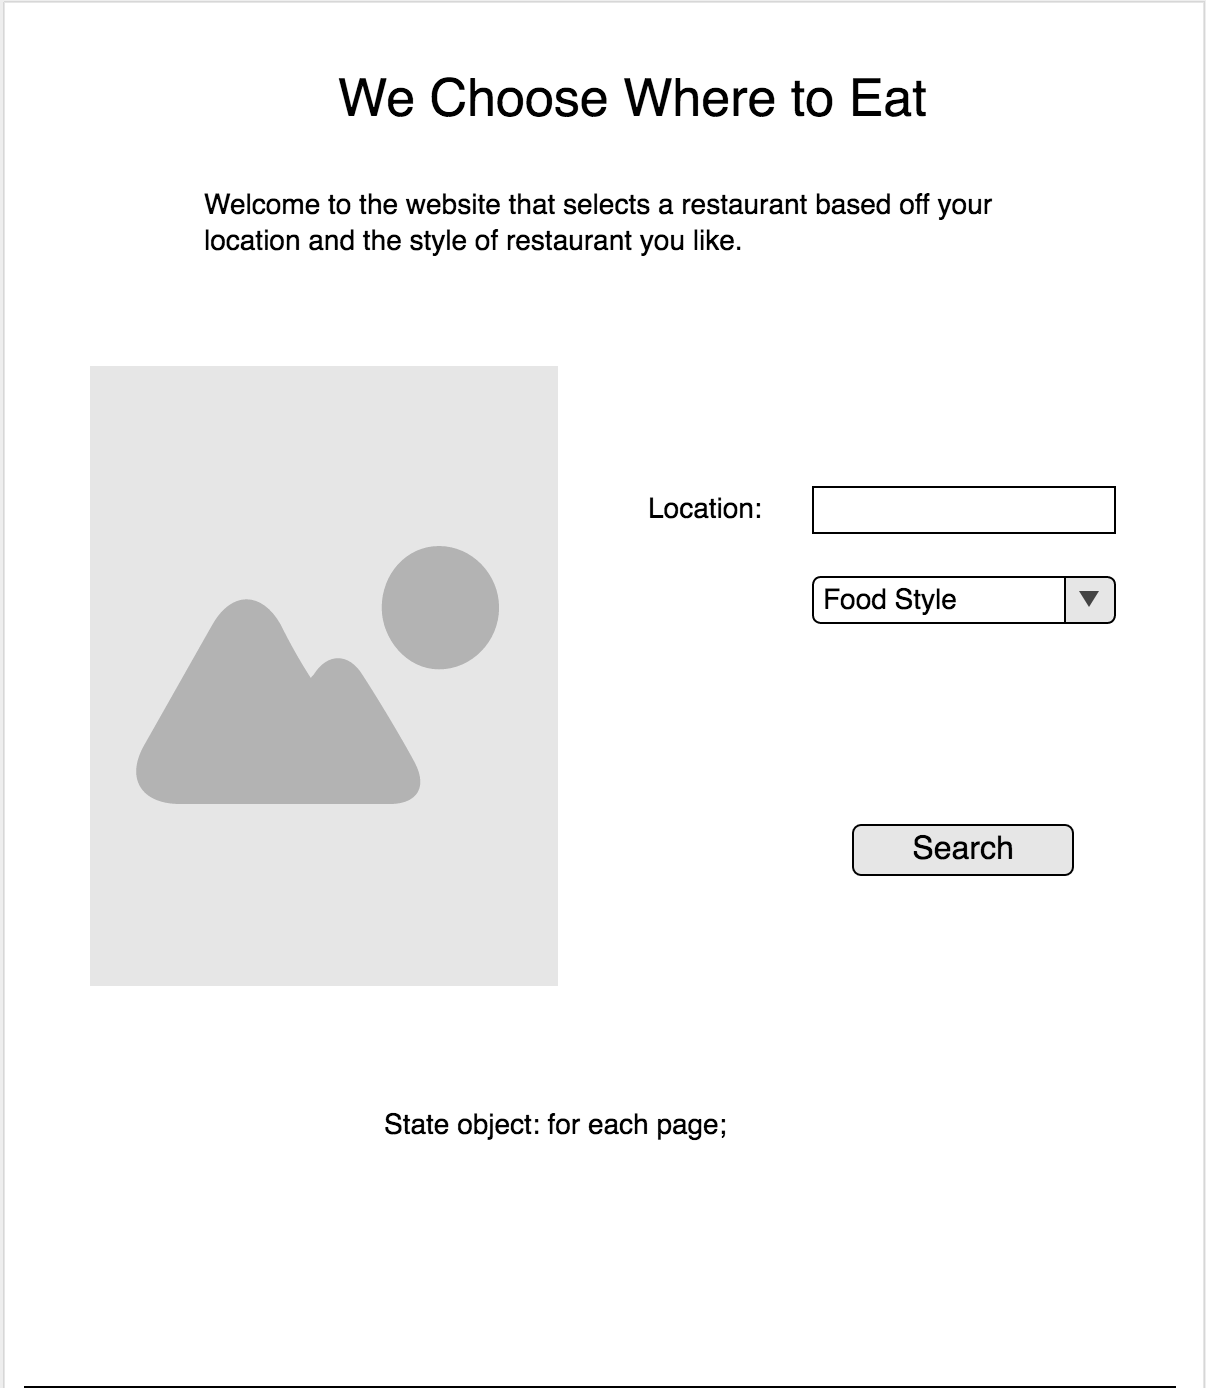 We Choose Where to Eat
Welcome to the website that selects a restaurant based off your
location and the style of restaurant you like.
Location:
Food Style
Search
State object: for each page;